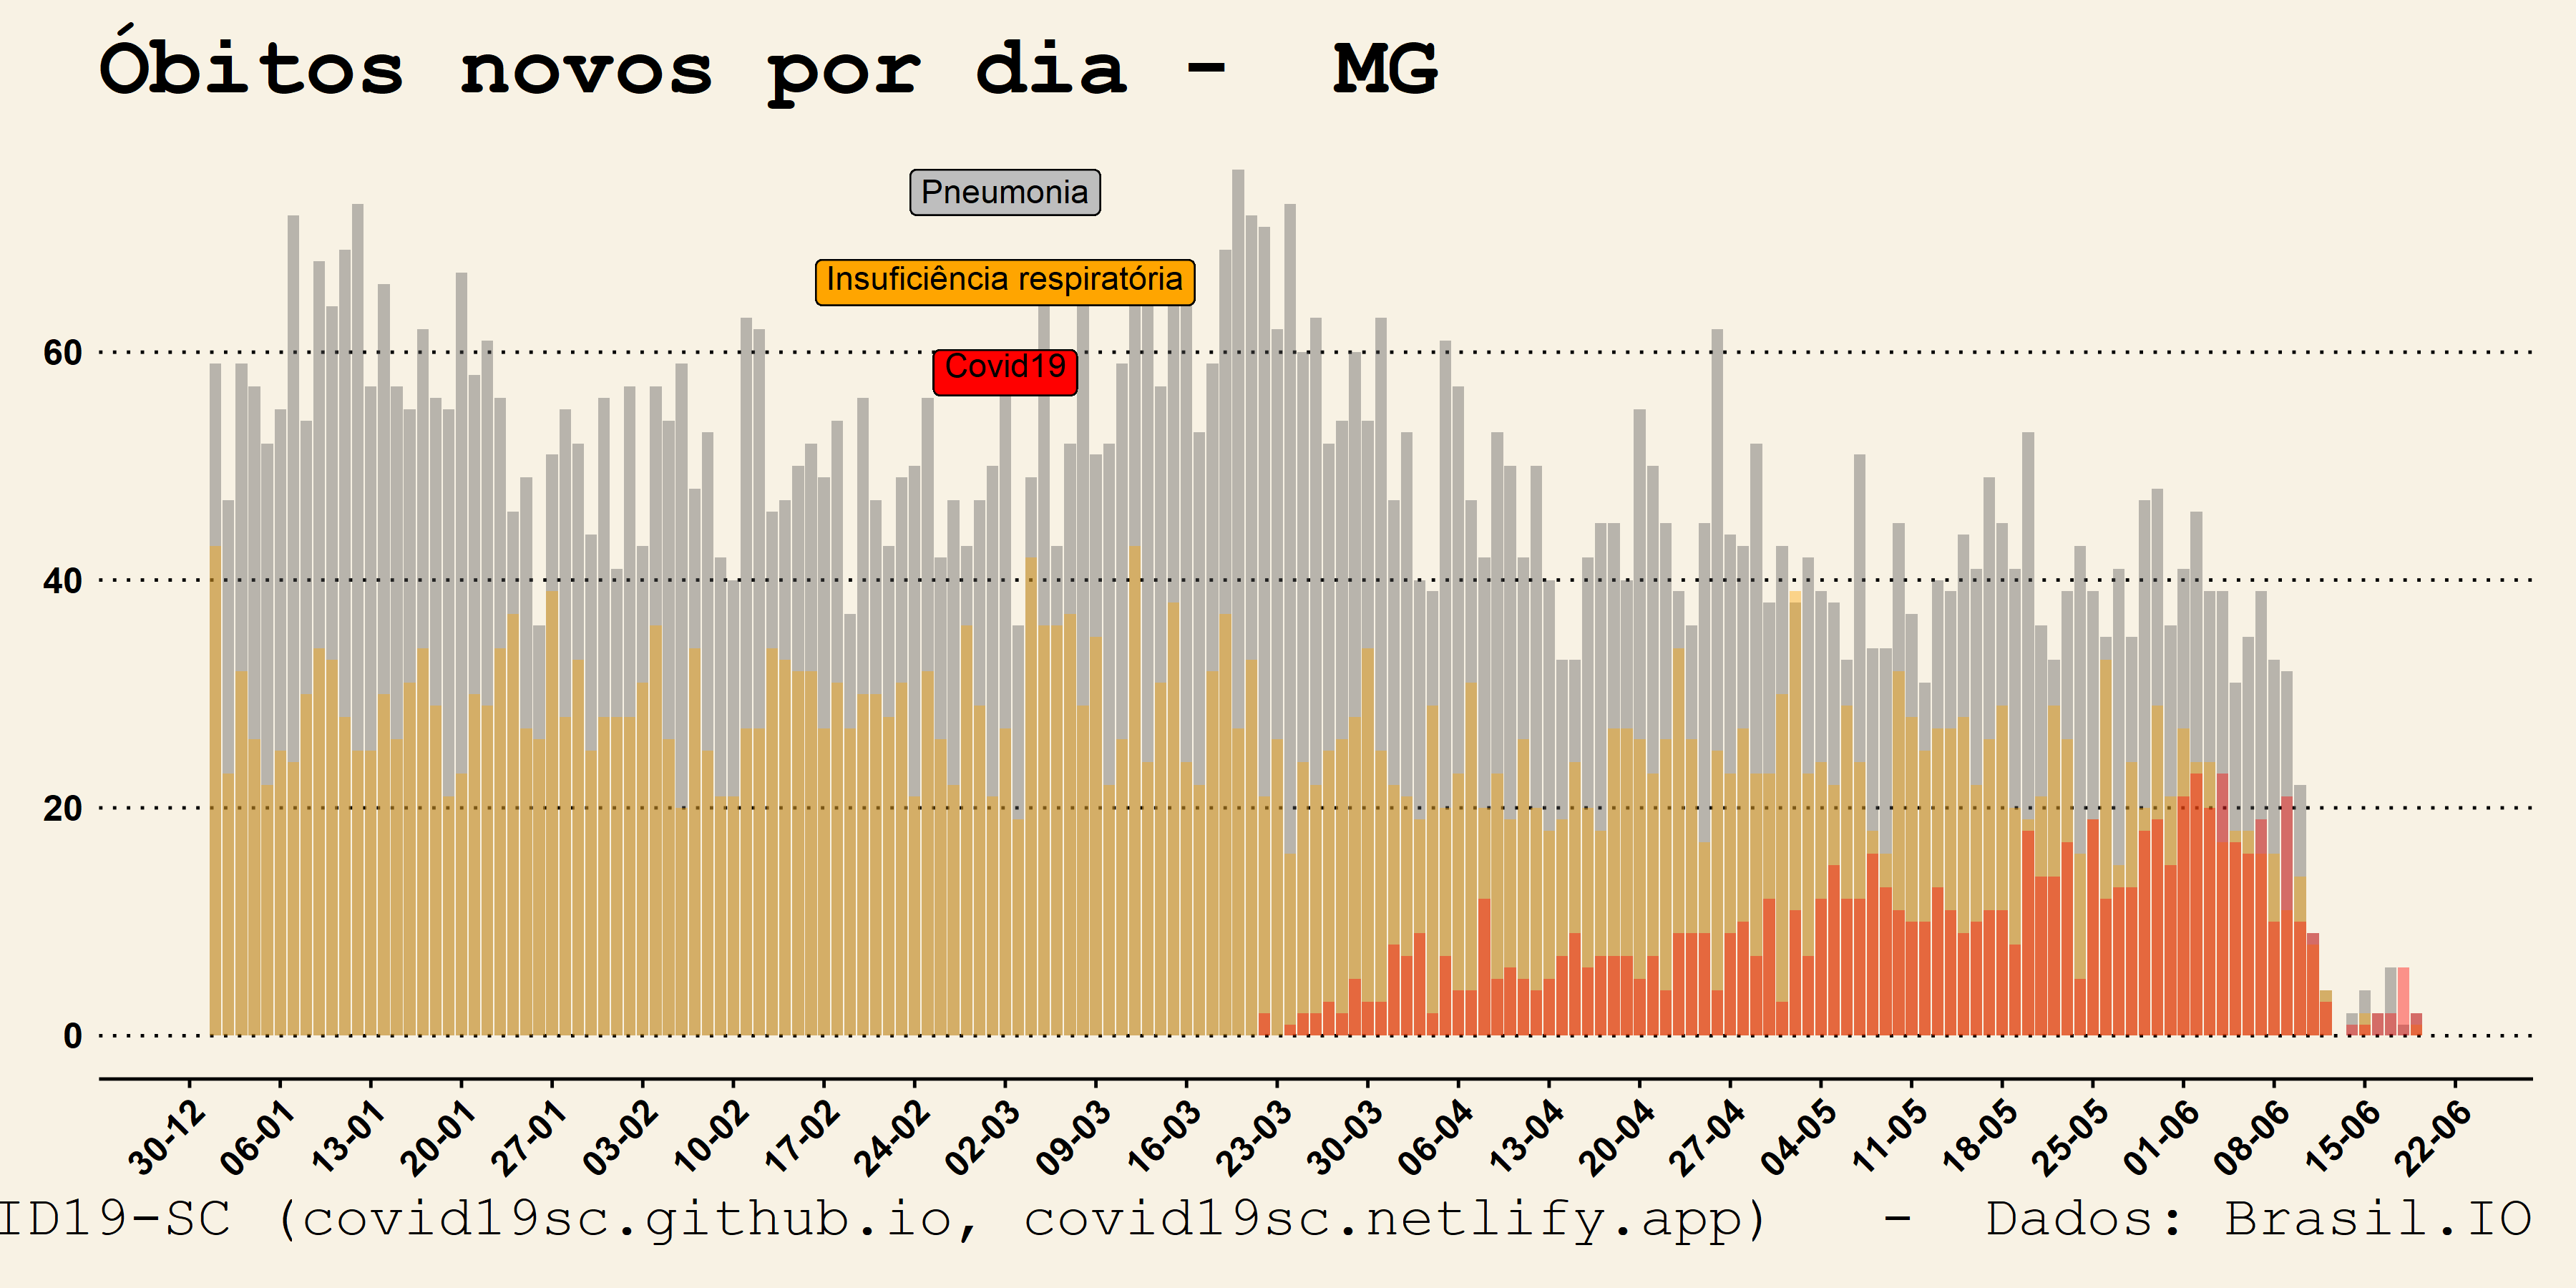 Óbitos novos por dia -  MG
Pneumonia
Insuficiência respiratória
Covid19
60
40
20
0
30-12 06-01 13-01 20-01 27-01 03-02 10-02 17-02 24-02 02-03 09-03 16-03 23-03 30-03 06-04 13-04 20-04 27-04 04-05 11-05 18-05 25-05 01-06 08-06 15-06 22-06
ID19-SC (covid19sc.github.io, covid19sc.netlify.app)  -  Dados: Brasil.IO